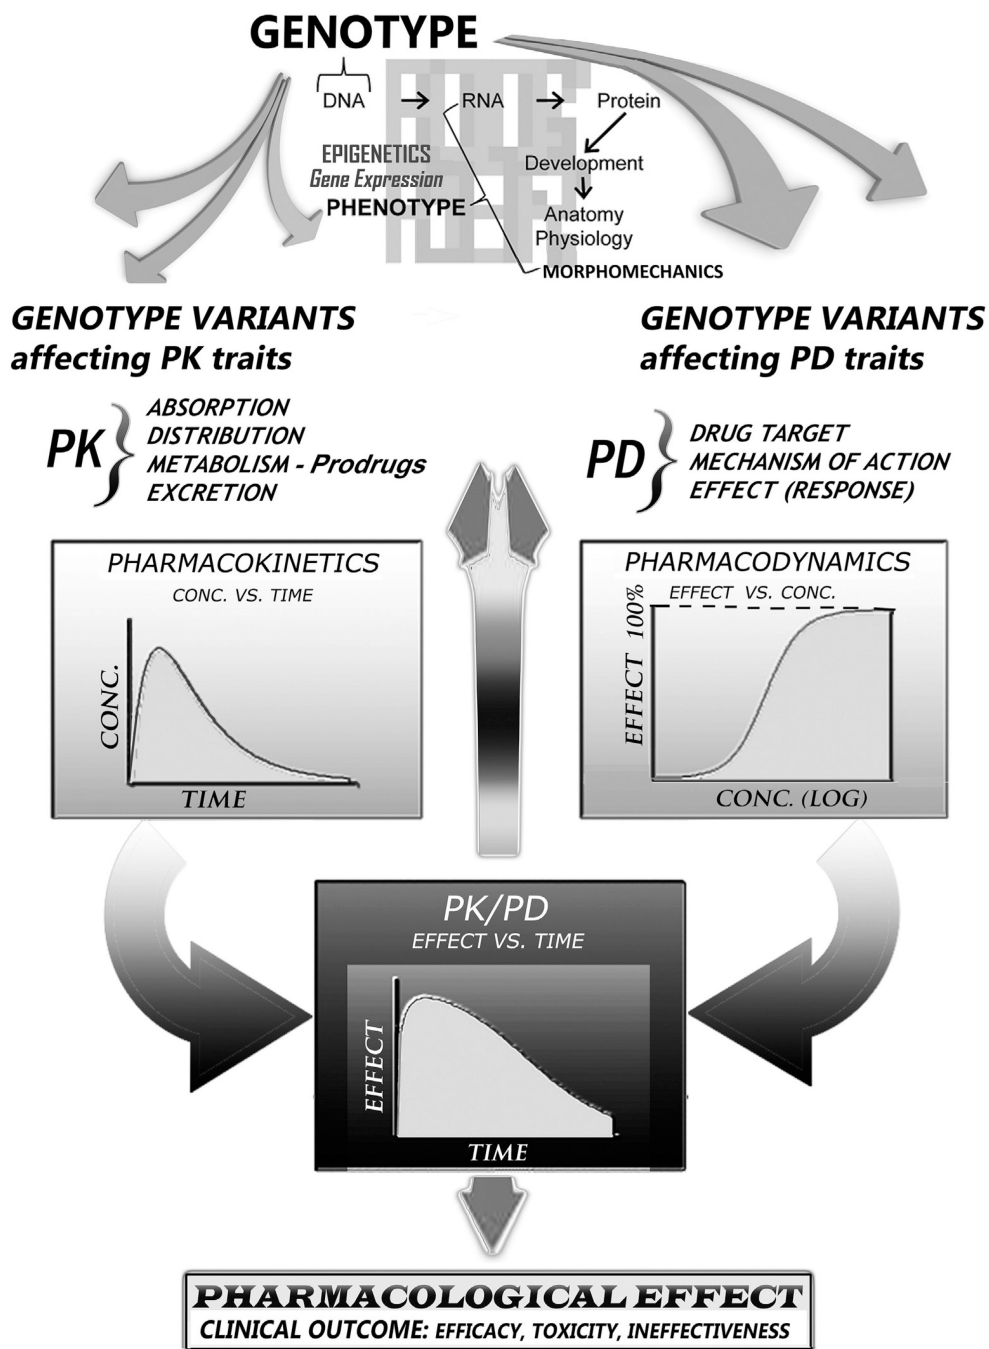 GENOTYPE
DNA → RNA → Protein
EPIGENETICS
Gene Expression
PHENOTYPE
Development
Anatomy
Physiology
MORPHOMECHANICS
GENOTYPE VARIANTS
affecting PK traits
GENOTYPE VARIANTS
affecting PD traits
PK
ABSORPTION
DISTRIBUTION
METABOLISM - Prodrugs
EXCRETION
PD
DRUG TARGET
MECHANISM OF ACTION
EFFECT (RESPONSE)
PHARMACOKINETICS
CONC. VS. TIME
CONC.
TIME
PHARMACODYNAMICS
EFFECT VS. CONC.
EFFECT 100%
CONC. (LOG)
PK/PD
EFFECT VS. TIME
EFFECT
TIME
PHARMACOLOGICAL EFFECT
CLINICAL OUTCOME: EFFICACY, TOXICITY, INEFFECTIVENESS